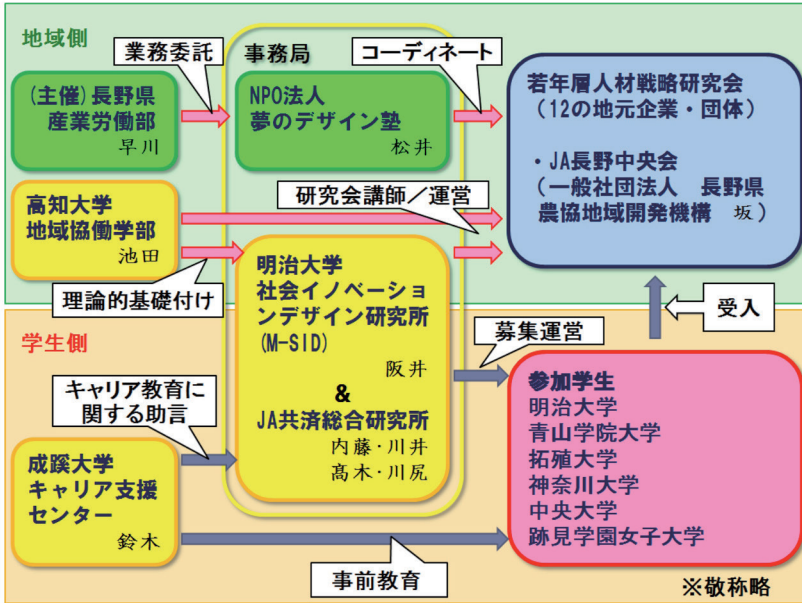 地域側
業務委託
事務局
コーディネート
(主催)長野県
産業労働部
早川
NPO法人
夢のデザイン塾
松井
若年層人材戦略研究会
(12の地元企業・団体)
・JA長野中央会
(一般社団法人 長野県
農協地域開発機構 坂)
研究会講師/運営
高知大学
地域協働学部
池田
理論的基礎付け
明治大学
社会イノベーショ
ンデザイン研究所
(M-SID)
阪井
&
JA共済総合研究所
内藤・川井
髙木・川尻
受入
学生側
募集運営
キャリア教育に
関する助言
参加学生
明治大学
青山学院大学
拓殖大学
神奈川大学
中央大学
跡見学園女子大学
成蹊大学
キャリア支援
センター
鈴木
事前教育
※敬称略